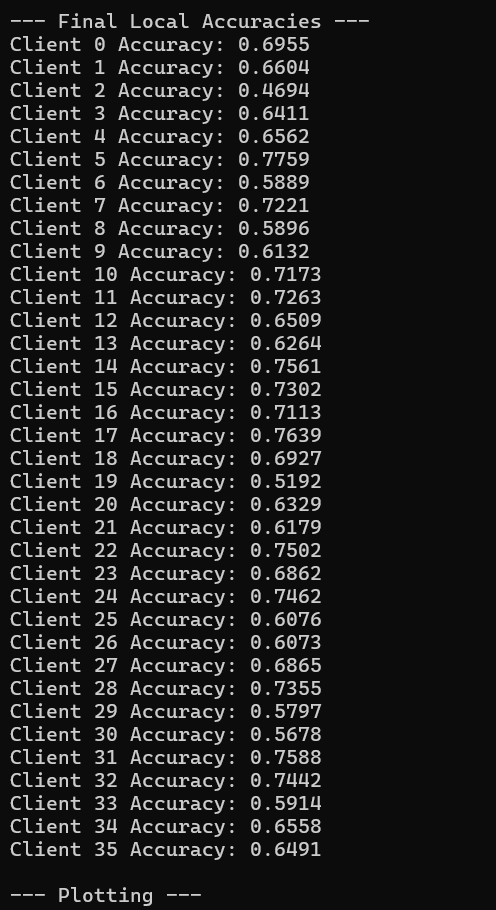 --- Final Local Accuracies ---
Client 0 Accuracy: 0.6955
Client 1 Accuracy: 0.6604
Client 2 Accuracy: 0.4694
Client 3 Accuracy: 0.6411
Client 4 Accuracy: 0.6562
Client 5 Accuracy: 0.7759
Client 6 Accuracy: 0.5889
Client 7 Accuracy: 0.7221
Client 8 Accuracy: 0.5896
Client 9 Accuracy: 0.6132
Client 10 Accuracy: 0.7173
Client 11 Accuracy: 0.7263
Client 12 Accuracy: 0.6509
Client 13 Accuracy: 0.6264
Client 14 Accuracy: 0.7561
Client 15 Accuracy: 0.7302
Client 16 Accuracy: 0.7113
Client 17 Accuracy: 0.7639
Client 18 Accuracy: 0.6927
Client 19 Accuracy: 0.5192
Client 20 Accuracy: 0.6329
Client 21 Accuracy: 0.6179
Client 22 Accuracy: 0.7502
Client 23 Accuracy: 0.6862
Client 24 Accuracy: 0.7462
Client 25 Accuracy: 0.6076
Client 26 Accuracy: 0.6073
Client 27 Accuracy: 0.6865
Client 28 Accuracy: 0.7355
Client 29 Accuracy: 0.5797
Client 30 Accuracy: 0.5678
Client 31 Accuracy: 0.7588
Client 32 Accuracy: 0.7442
Client 33 Accuracy: 0.5914
Client 34 Accuracy: 0.6558
Client 35 Accuracy: 0.6491
--- Plotting ---